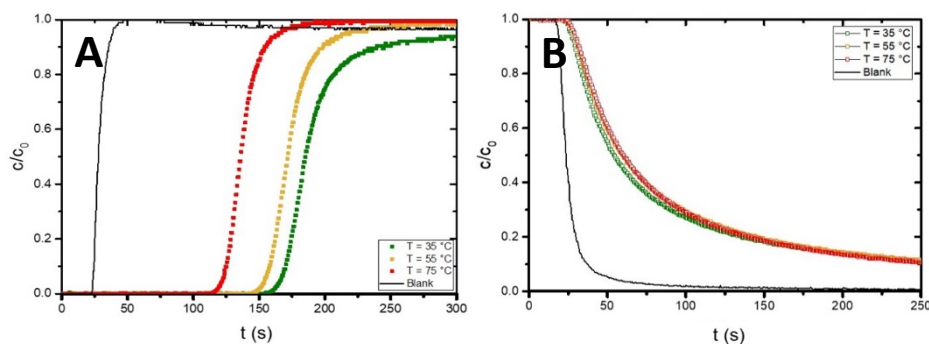 A
c/c₀
1.0
0.8
0.6
0.4
0.2
0.0
T = 35 °C
T = 55 °C
T = 75 °C
Blank
0 50 100 150 200 250 300
t (s)
B
c/c₀
1.0
0.8
0.6
0.4
0.2
0.0
T = 35 °C
T = 55 °C
T = 75 °C
Blank
0 50 100 150 200 250
t (s)